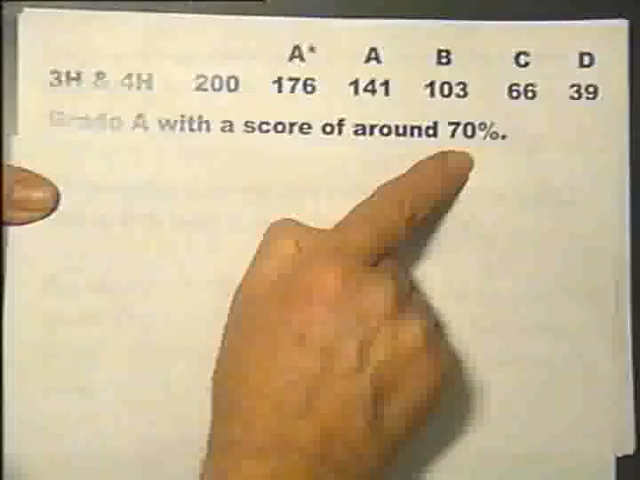 A* A B C D
3H & 4H 200 176 141 103 66 39
Grade A with a score of around 70%.